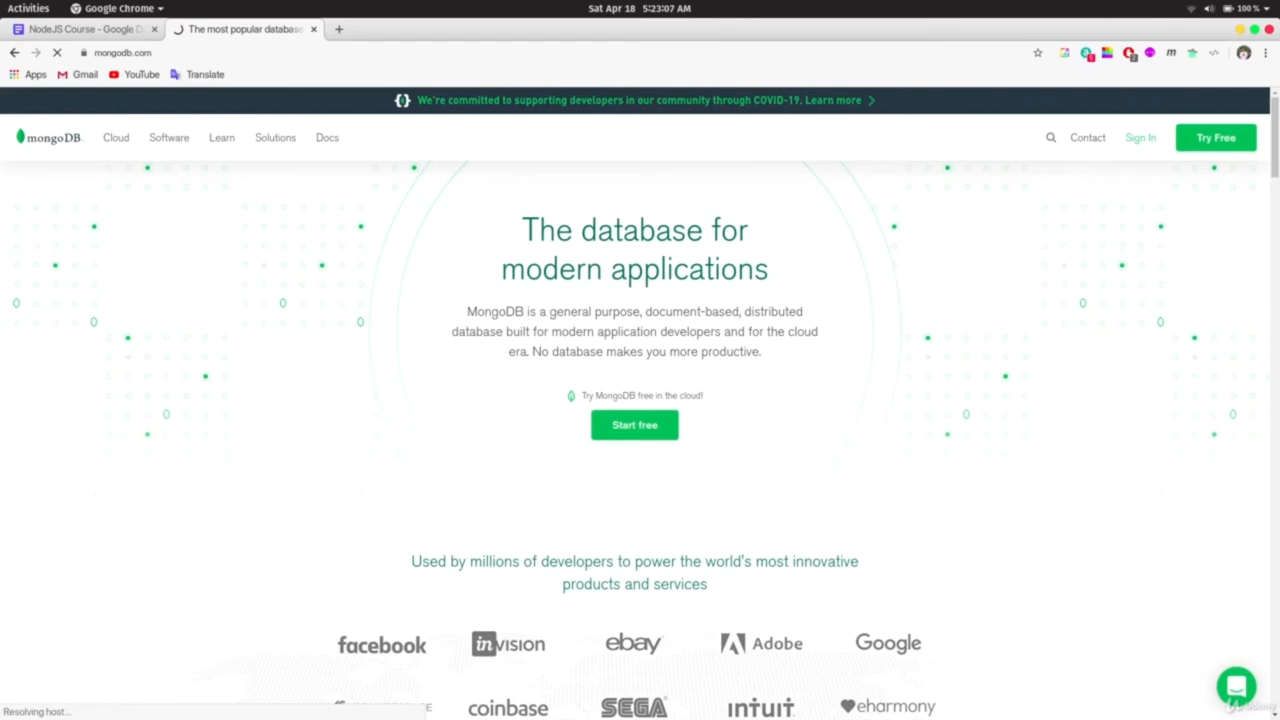 Activities
Google Chrome
Sat Apr 18 5:23:07 AM
100 %
NodeJS Course - Google D
The most popular database
mongodb.com
Apps
Gmail
YouTube
Translate
We're committed to supporting developers in our community through COVID-19. Learn more
mongoDB.
Cloud
Software
Learn
Solutions
Docs
Contact
Sign In
Try Free
The database for
modern applications
MongoDB is a general purpose, document-based, distributed
database built for modern application developers and for the cloud
era. No database makes you more productive.
Try MongoDB free in the cloud!
Start free
Used by millions of developers to power the world's most innovative
products and services
facebook
inVISION
ebay
Adobe
Google
coinbase
SEGA
intuit
eharmony
Resolving host...
Udemy